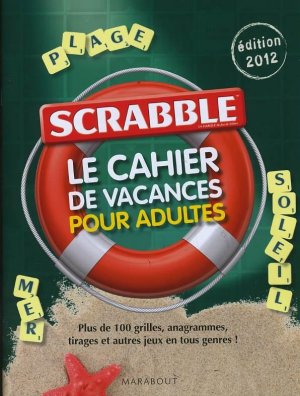 PLAGE
édition
2012
SCRABBLE
LE CAHIER
DE VACANCES
POUR ADULTES
SOLEIL
MER
Plus de 100 grilles, anagrammes,
tirages et autres jeux en tous genres !
MARABOUT